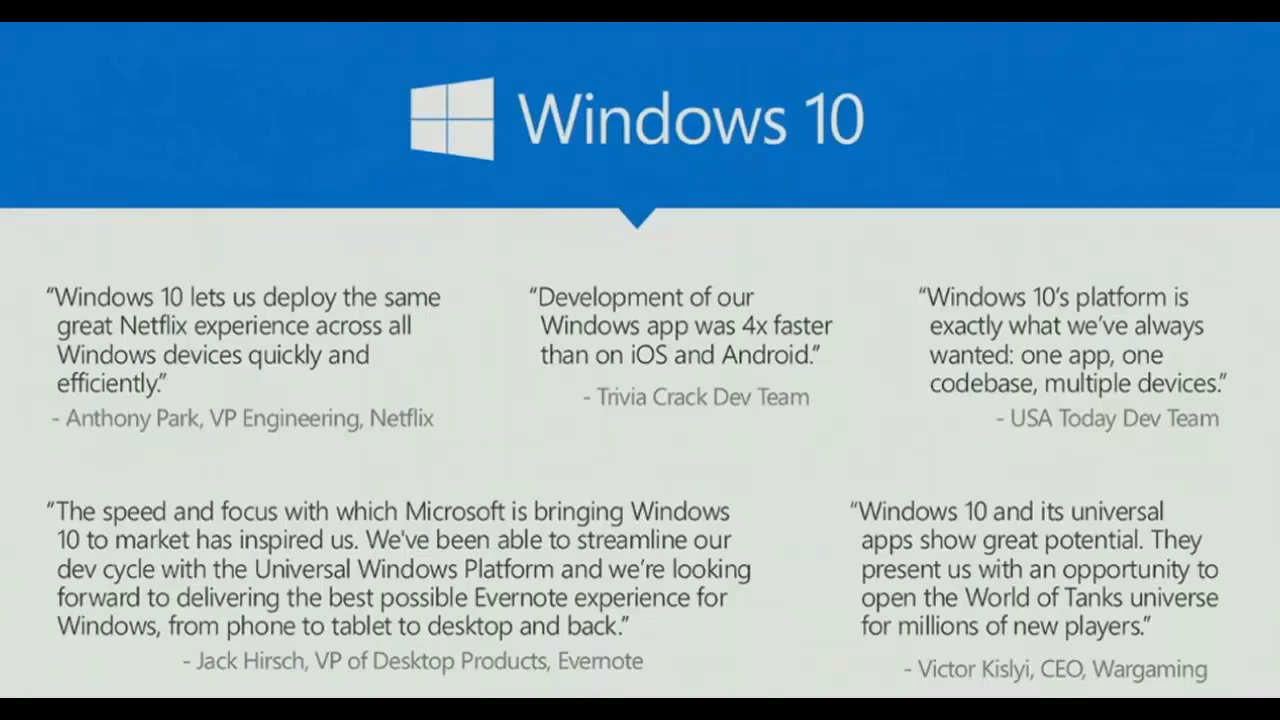 Windows 10
“Windows 10 lets us deploy the same
great Netflix experience across all
Windows devices quickly and
efficiently.”
- Anthony Park, VP Engineering, Netflix
“Development of our
Windows app was 4x faster
than on iOS and Android.”
- Trivia Crack Dev Team
“Windows 10’s platform is
exactly what we’ve always
wanted: one app, one
codebase, multiple devices.”
- USA Today Dev Team
“The speed and focus with which Microsoft is bringing Windows
10 to market has inspired us. We've been able to streamline our
dev cycle with the Universal Windows Platform and we’re looking
forward to delivering the best possible Evernote experience for
Windows, from phone to tablet to desktop and back.”
- Jack Hirsch, VP of Desktop Products, Evernote
“Windows 10 and its universal
apps show great potential. They
present us with an opportunity to
open the World of Tanks universe
for millions of new players.”
- Victor Kislyi, CEO, Wargaming